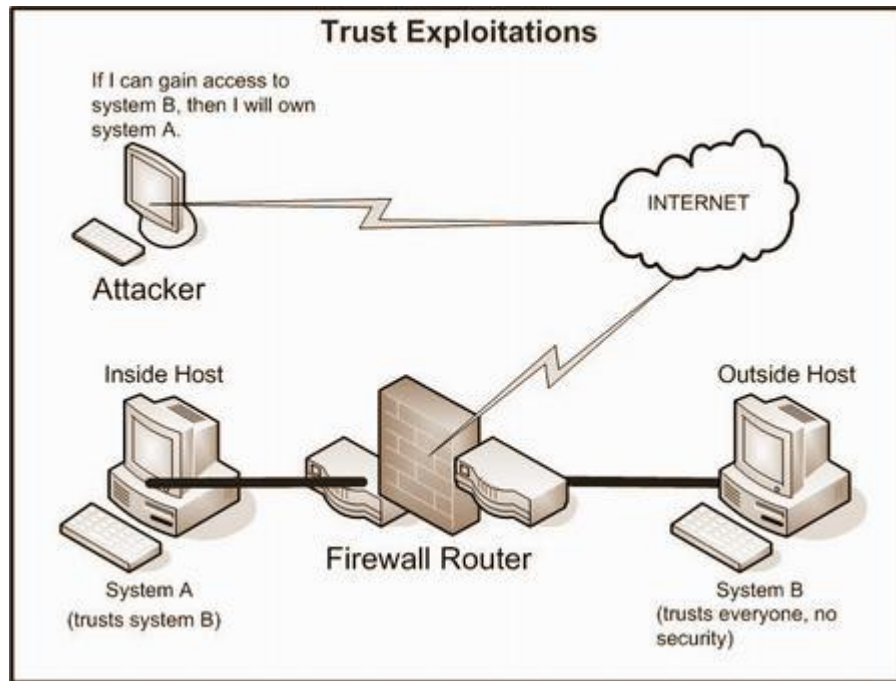 Trust Exploitations
If I can gain access to
system B, then I will own
system A.
INTERNET
Attacker
Inside Host
Outside Host
Firewall Router
System A
(trusts system B)
System B
(trusts everyone, no
security)